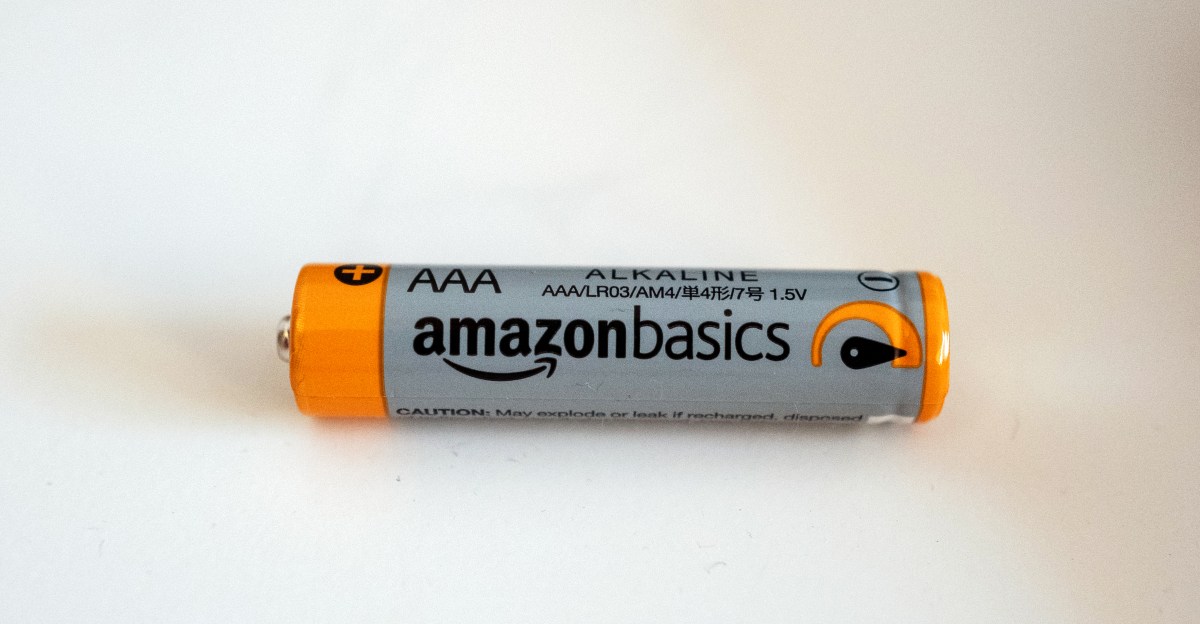 AAA
ALKALINE
AAA/LR03/AM4/単4形/7号 1.5V
amazonbasics
CAUTION: May explode or leak if recharged, disposed